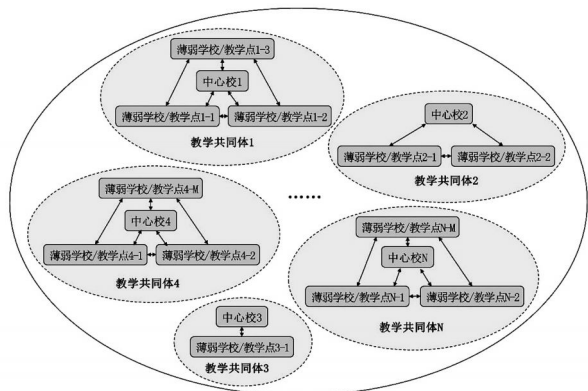 薄弱学校/教学点1-3
中心校1
薄弱学校/教学点1-1
薄弱学校/教学点1-2
教学共同体1
中心校2
薄弱学校/教学点2-1
薄弱学校/教学点2-2
教学共同体2
薄弱学校/教学点4-M
中心校4
薄弱学校/教学点4-1
薄弱学校/教学点4-2
教学共同体4
……
薄弱学校/教学点N-M
中心校N
薄弱学校/教学点N-1
薄弱学校/教学点N-2
教学共同体N
中心校3
薄弱学校/教学点3-1
教学共同体3